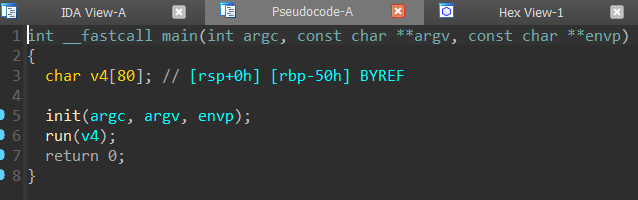 IDA View-A Pseudocode-A Hex View-1
1 int __fastcall main(int argc, const char **argv, const char **envp)
2 {
3   char v4[80]; // [rsp+0h] [rbp-50h] BYREF
4
5   init(argc, argv, envp);
6   run(v4);
7   return 0;
8 }